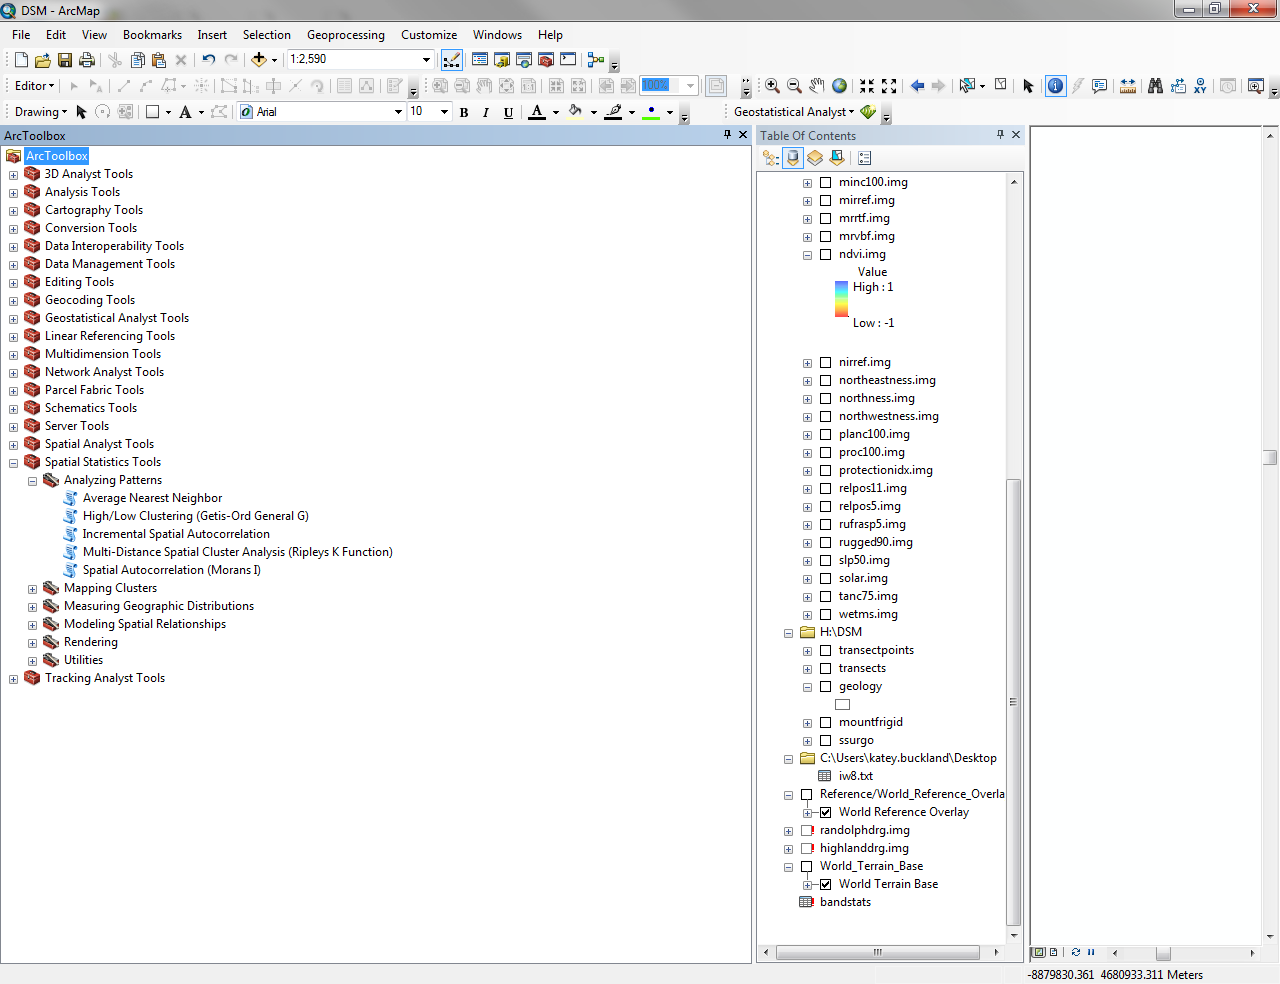 DSM - ArcMap
File Edit View Bookmarks Insert Selection Geoprocessing Customize Windows Help
1:2,590
Editor 100%
Drawing A Arial 10 B I U A Geostatistical Analyst
ArcToolbox
ArcToolbox
3D Analyst Tools
Analysis Tools
Cartography Tools
Conversion Tools
Data Interoperability Tools
Data Management Tools
Editing Tools
Geocoding Tools
Geostatistical Analyst Tools
Linear Referencing Tools
Multidimension Tools
Network Analyst Tools
Parcel Fabric Tools
Schematics Tools
Server Tools
Spatial Analyst Tools
Spatial Statistics Tools
Analyzing Patterns
Average Nearest Neighbor
High/Low Clustering (Getis-Ord General G)
Incremental Spatial Autocorrelation
Multi-Distance Spatial Cluster Analysis (Ripleys K Function)
Spatial Autocorrelation (Morans I)
Mapping Clusters
Measuring Geographic Distributions
Modeling Spatial Relationships
Rendering
Utilities
Tracking Analyst Tools
Table Of Contents
minc100.img
mirref.img
mrrtf.img
mrvbf.img
ndvi.img
Value
High : 1
Low : -1
nirref.img
northeastness.img
northness.img
northwestness.img
planc100.img
proc100.img
protectionidx.img
relpos11.img
relpos5.img
rufrasp5.img
rugged90.img
slp50.img
solar.img
tanc75.img
wetms.img
H:\DSM
transectpoints
transects
geology
mountfrigid
ssurgo
C:\Users\katey.buckland\Desktop
iw8.txt
Reference/World_Reference_Overla
World Reference Overlay
randolphdrg.img
highlanddrg.img
World_Terrain_Base
World Terrain Base
bandstats
-8879830.361 4680933.311 Meters